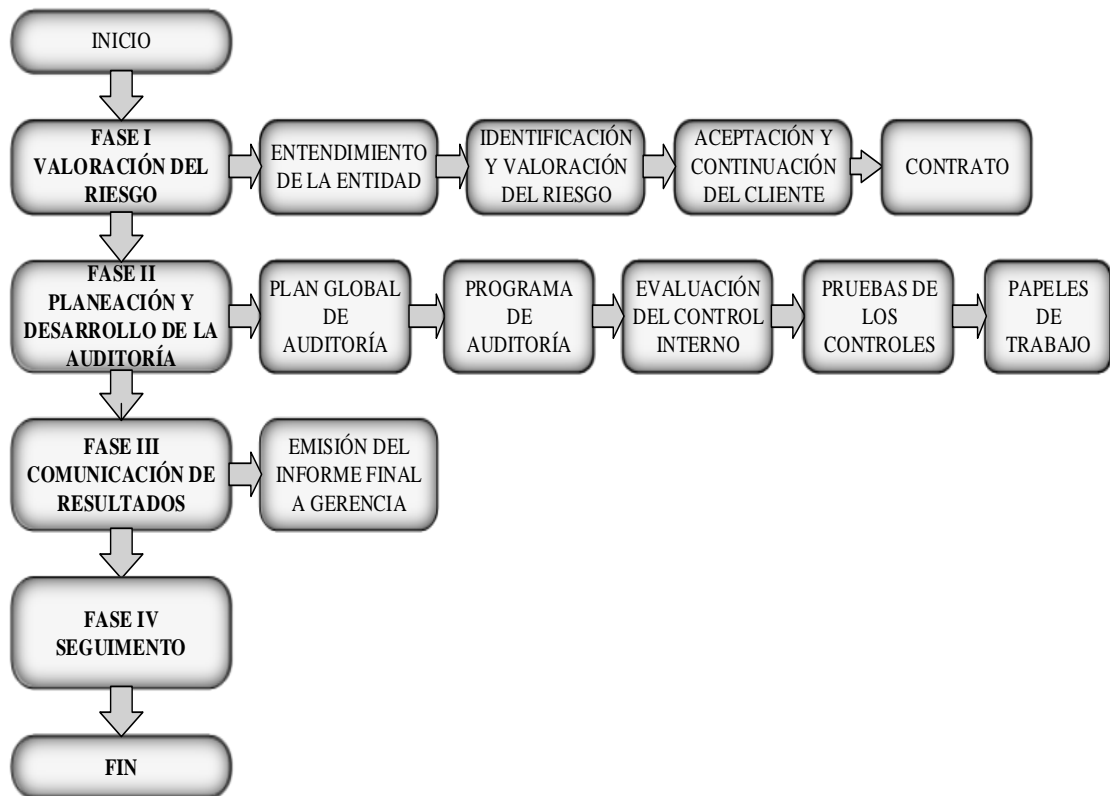 INICIO
FASE I
VALORACIÓN DEL
RIESGO
ENTENDIMIENTO
DE LA ENTIDAD
IDENTIFICACIÓN
Y VALORACIÓN
DEL RIESGO
ACEPTACIÓN Y
CONTINUACIÓN
DEL CLIENTE
CONTRATO
FASE II
PLANEACIÓN Y
DESARROLLO DE LA
AUDITORÍA
PLAN GLOBAL
DE
AUDITORÍA
PROGRAMA
DE
AUDITORÍA
EVALUACIÓN
DEL CONTROL
INTERNO
PRUEBAS DE
LOS
CONTROLES
PAPELES
DE
TRABAJO
FASE III
COMUNICACIÓN DE
RESULTADOS
EMISIÓN DEL
INFORME FINAL
A GERENCIA
FASE IV
SEGUIMENTO
FIN